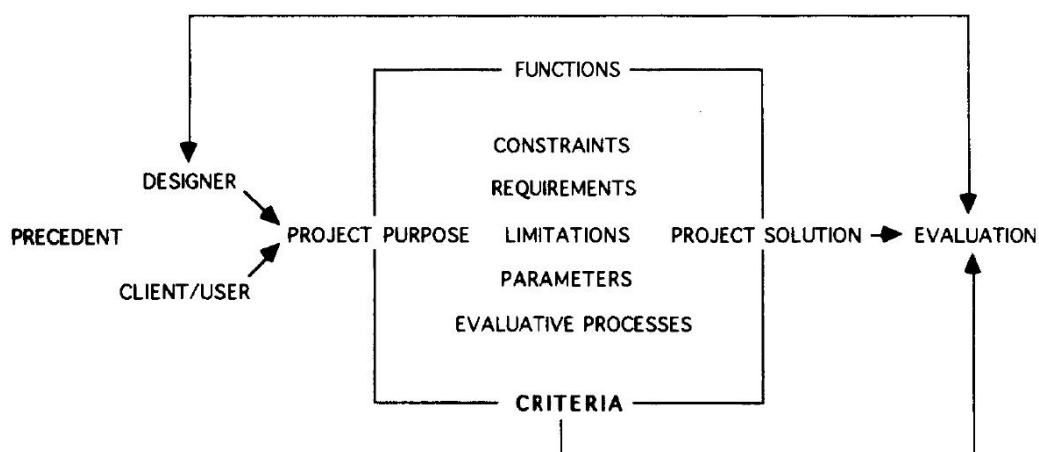 FUNCTIONS
CONSTRAINTS
DESIGNER
REQUIREMENTS
PRECEDENT
PROJECT PURPOSE
LIMITATIONS
PROJECT SOLUTION
EVALUATION
CLIENT/USER
PARAMETERS
EVALUATIVE PROCESSES
CRITERIA